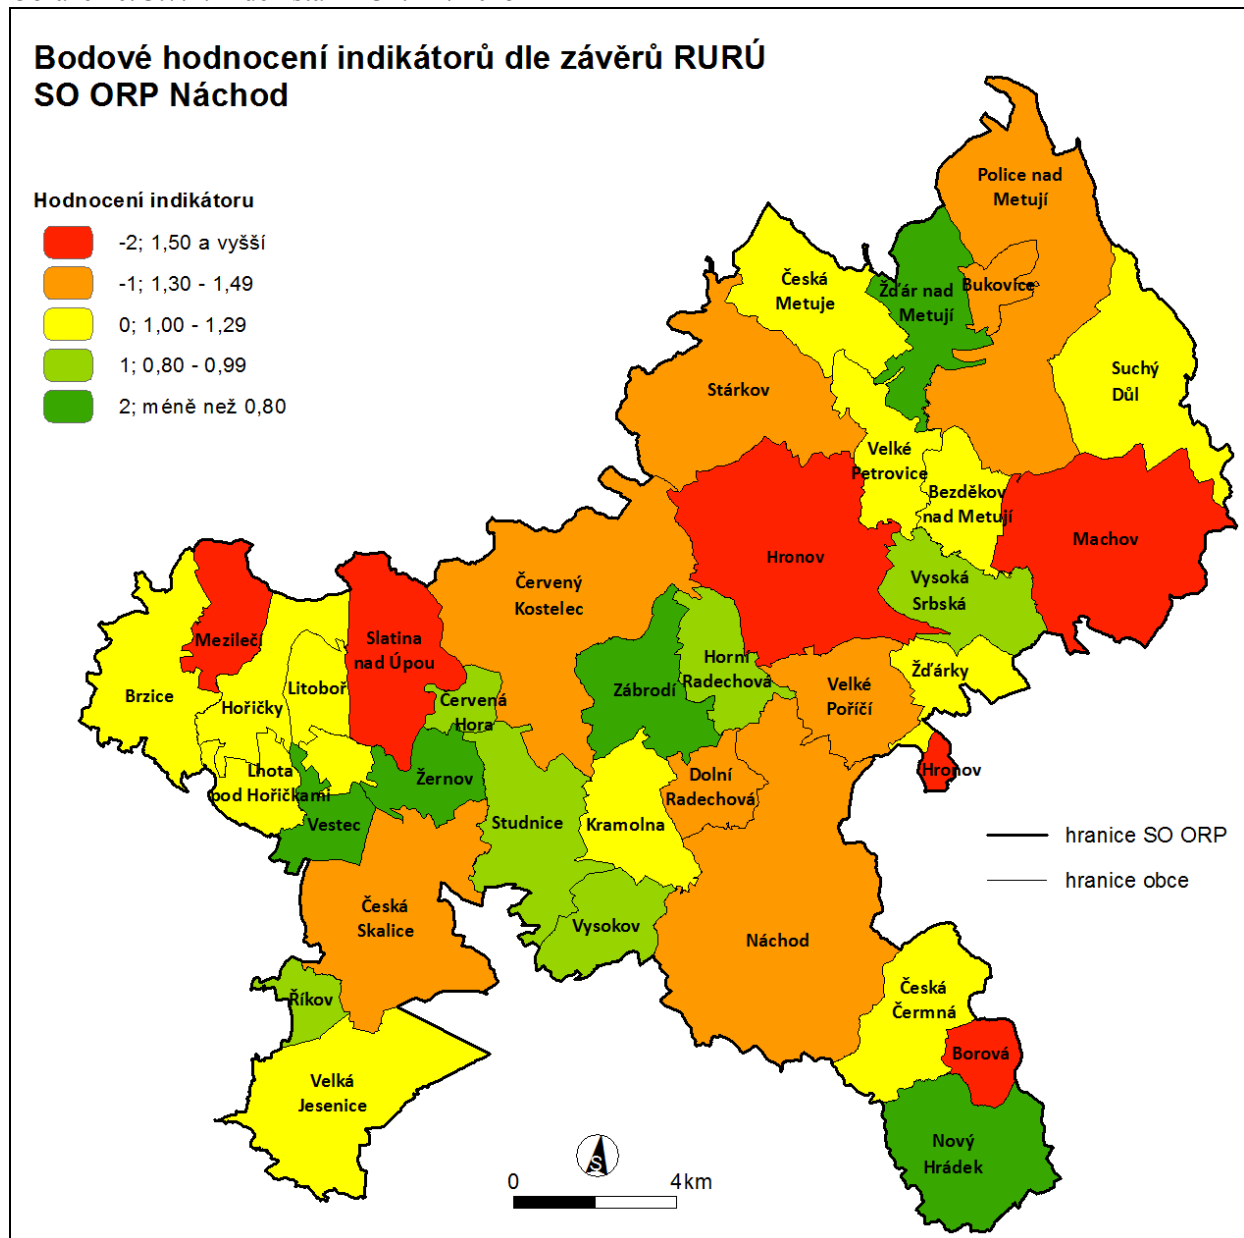 Bodové hodnocení indikátorů dle závěrů RURÚ
SO ORP Náchod
Hodnocení indikátoru
-2; 1,50 a vyšší
-1; 1,30 - 1,49
0; 1,00 - 1,29
1; 0,80 - 0,99
2; méně než 0,80
Police nad
Metují
Česká
Metuje
Žďár nad
Metují
Bukovice
Suchý
Důl
Stárkov
Velké
Petrovice
Bezděkov
nad Metují
Machov
Hronov
Vysoká
Srbská
Červený
Kostelec
Mezilečí
Slatina
nad Úpou
Brzice
Hořičky
Litoboř
Červená
Hora
Zábrodí
Horní
Radechová
Velké
Poříčí
Žďárky
Hronov
Lhota
pod Hořičkami
Žernov
Vestec
Studnice
Kramolna
Dolní
Radechová
hranice SO ORP
hranice obce
Česká
Skalice
Vysokov
Náchod
Říkov
Česká
Čermná
Borová
Velká
Jesenice
Nový
Hrádek
S
0 4km